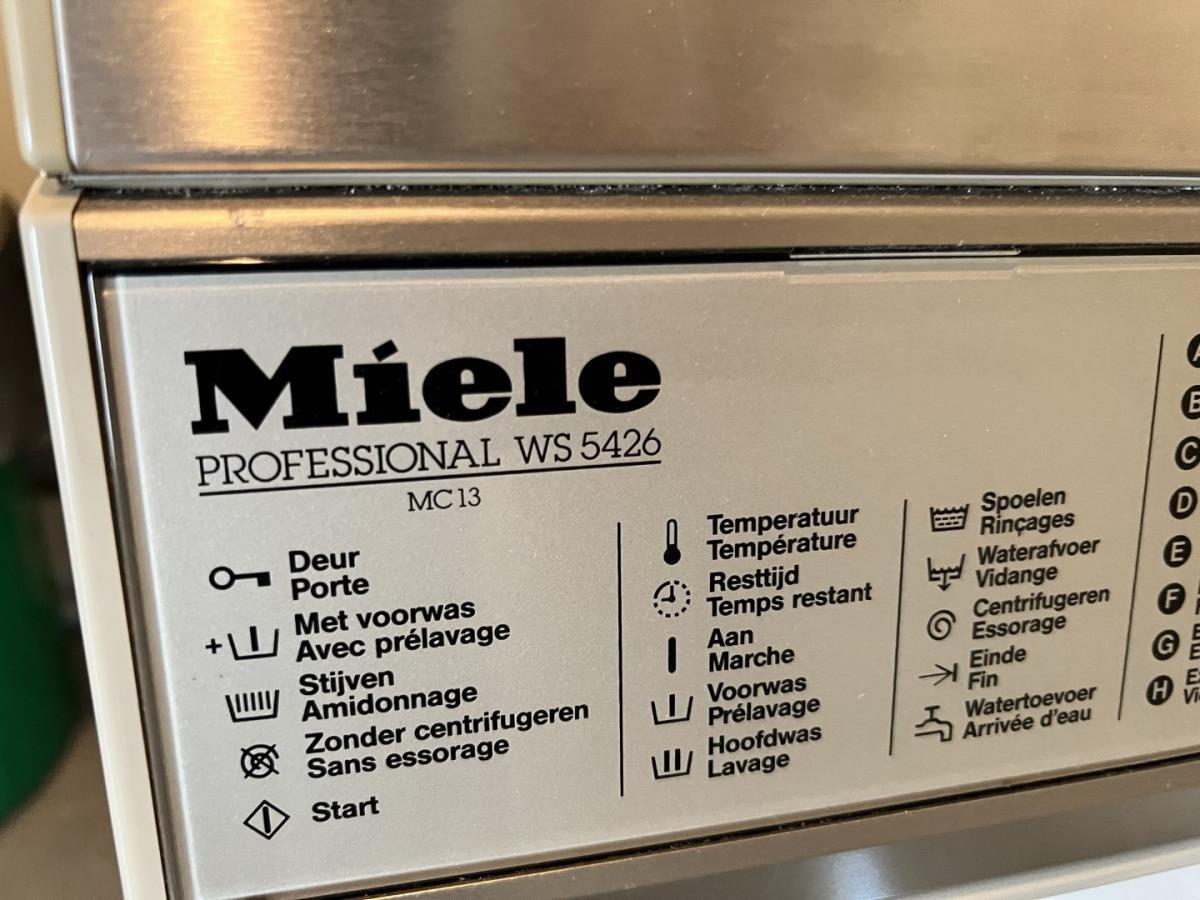 Miele
PROFESSIONAL WS 5426
MC13
Deur
Porte
+ Met voorwas
Avec prélavage
Stijven
Amidonnage
Zonder centrifugeren
Sans essorage
Start
Temperatuur
Température
Resttijd
Temps restant
Aan
Marche
Voorwas
Prélavage
Hoofdwas
Lavage
Spoelen
Rinçages
Waterafvoer
Vidange
Centrifugeren
Essorage
Einde
Fin
Watertoevoer
Arrivée d'eau
A
B
C
D
E
F
G
H